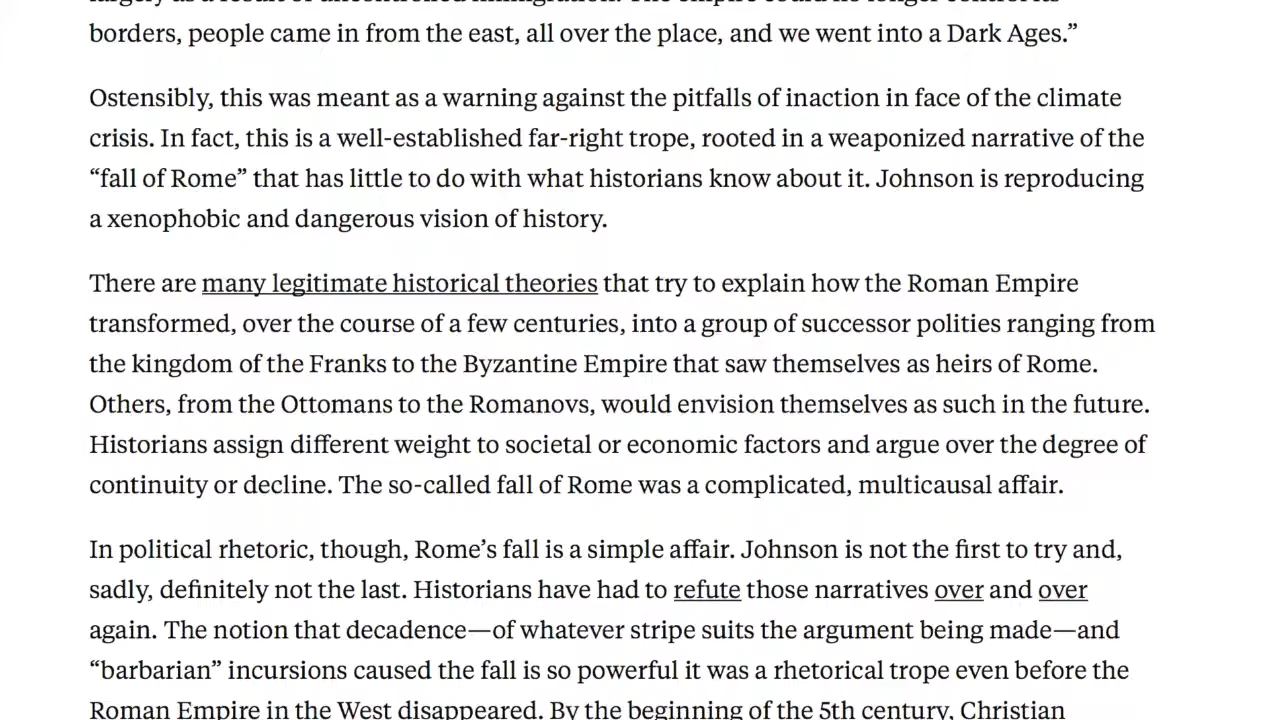 borders, people came in from the east, all over the place, and we went into a Dark Ages.”
Ostensibly, this was meant as a warning against the pitfalls of inaction in face of the climate
crisis. In fact, this is a well-established far-right trope, rooted in a weaponized narrative of the
“fall of Rome” that has little to do with what historians know about it. Johnson is reproducing
a xenophobic and dangerous vision of history.
There are many legitimate historical theories that try to explain how the Roman Empire
transformed, over the course of a few centuries, into a group of successor polities ranging from
the kingdom of the Franks to the Byzantine Empire that saw themselves as heirs of Rome.
Others, from the Ottomans to the Romanovs, would envision themselves as such in the future.
Historians assign different weight to societal or economic factors and argue over the degree of
continuity or decline. The so-called fall of Rome was a complicated, multicausal affair.
In political rhetoric, though, Rome’s fall is a simple affair. Johnson is not the first to try and,
sadly, definitely not the last. Historians have had to refute those narratives over and over
again. The notion that decadence—of whatever stripe suits the argument being made—and
“barbarian” incursions caused the fall is so powerful it was a rhetorical trope even before the
Roman Empire in the West disappeared. By the beginning of the 5th century, Christian